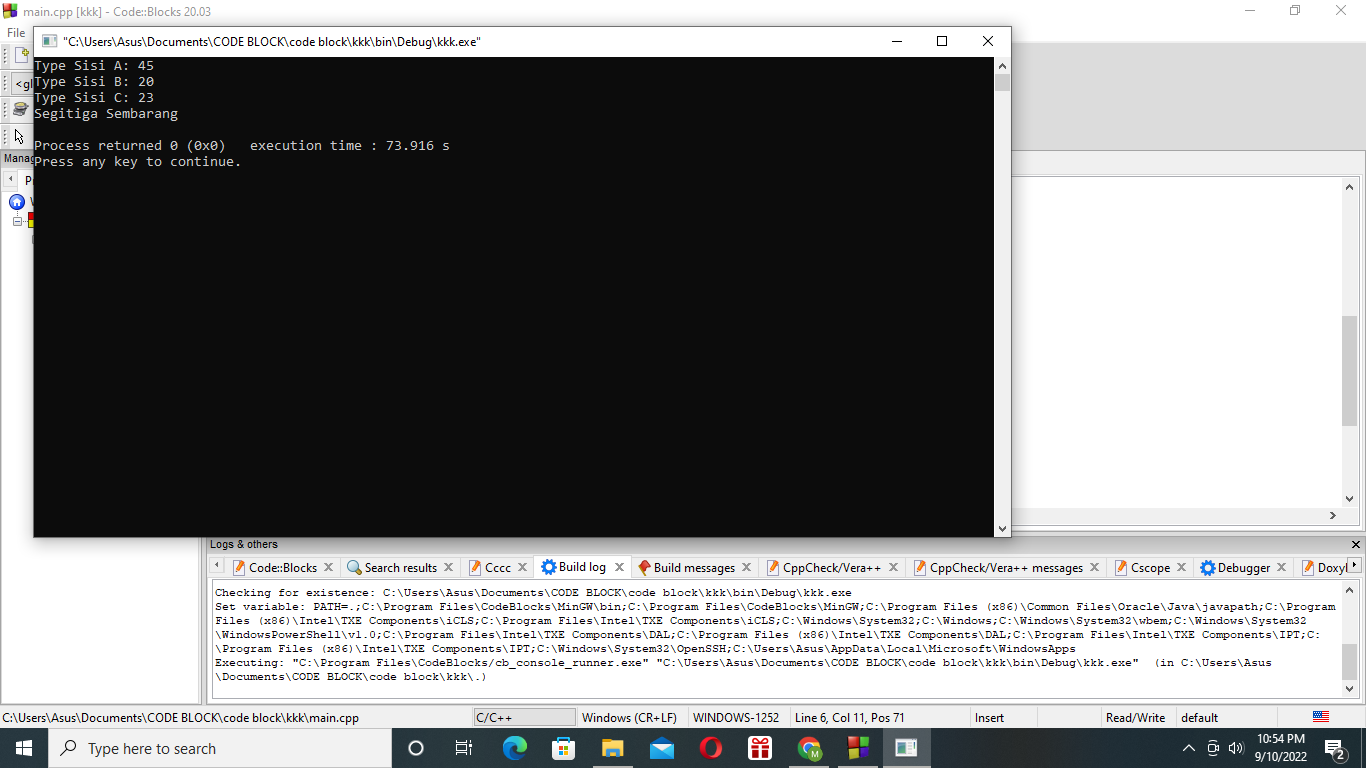 main.cpp [kkk] - Code::Blocks 20.03
File
"C:\Users\Asus\Documents\CODE BLOCK\code block\kkk\bin\Debug\kkk.exe"
Type Sisi A: 45
Type Sisi B: 20
Type Sisi C: 23
Segitiga Sembarang
Process returned 0 (0x0)   execution time : 73.916 s
Press any key to continue.
<gl
Manag
P
Logs & others
Code::Blocks
Search results
Cccc
Build log
Build messages
CppCheck/Vera++
CppCheck/Vera++ messages
Cscope
Debugger
Doxyl
Checking for existence: C:\Users\Asus\Documents\CODE BLOCK\code block\kkk\bin\Debug\kkk.exe
Set variable: PATH=.;C:\Program Files\CodeBlocks\MinGW\bin;C:\Program Files\CodeBlocks\MinGW;C:\Program Files (x86)\Common Files\Oracle\Java\javapath;C:\Program
Files (x86)\Intel\TXE Components\iCLS;C:\Program Files\Intel\TXE Components\iCLS;C:\Windows\System32;C:\Windows;C:\Windows\System32\wbem;C:\Windows\System32
\WindowsPowerShell\v1.0;C:\Program Files\Intel\TXE Components\DAL;C:\Program Files (x86)\Intel\TXE Components\DAL;C:\Program Files\Intel\TXE Components\IPT;C:
\Program Files (x86)\Intel\TXE Components\IPT;C:\Windows\System32\OpenSSH;C:\Users\Asus\AppData\Local\Microsoft\WindowsApps
Executing: "C:\Program Files\CodeBlocks/cb_console_runner.exe" "C:\Users\Asus\Documents\CODE BLOCK\code block\kkk\bin\Debug\kkk.exe"  (in C:\Users\Asus
\Documents\CODE BLOCK\code block\kkk\.)
C:\Users\Asus\Documents\CODE BLOCK\code block\kkk\main.cpp
C/C++
Windows (CR+LF)
WINDOWS-1252
Line 6, Col 11, Pos 71
Insert
Read/Write
default
Type here to search
10:54 PM
9/10/2022
2